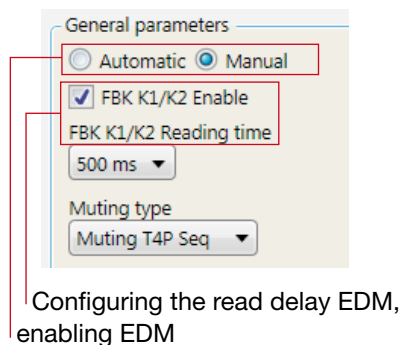 General parameters
Automatic Manual
FBK K1/K2 Enable
FBK K1/K2 Reading time
500 ms
Muting type
Muting T4P Seq
Configuring the read delay EDM,
enabling EDM